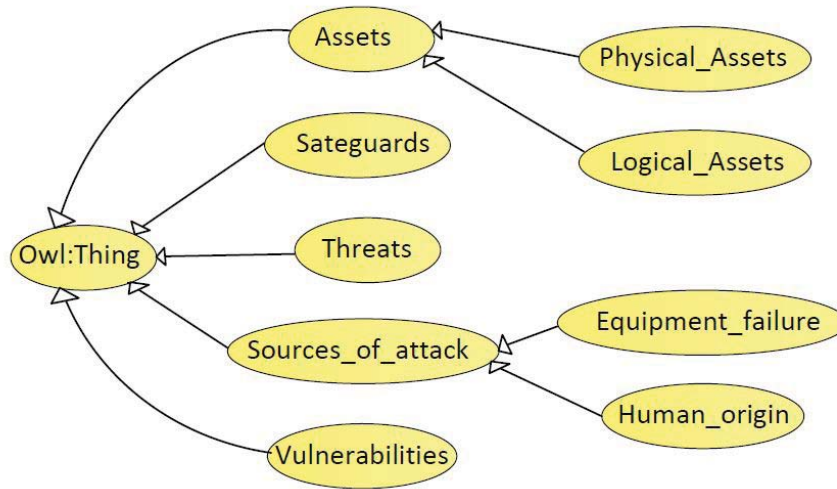 Assets
Physical_Assets
Sateguards
Logical_Assets
Owl:Thing
Threats
Equipment_failure
Sources_of_attack
Human_origin
Vulnerabilities